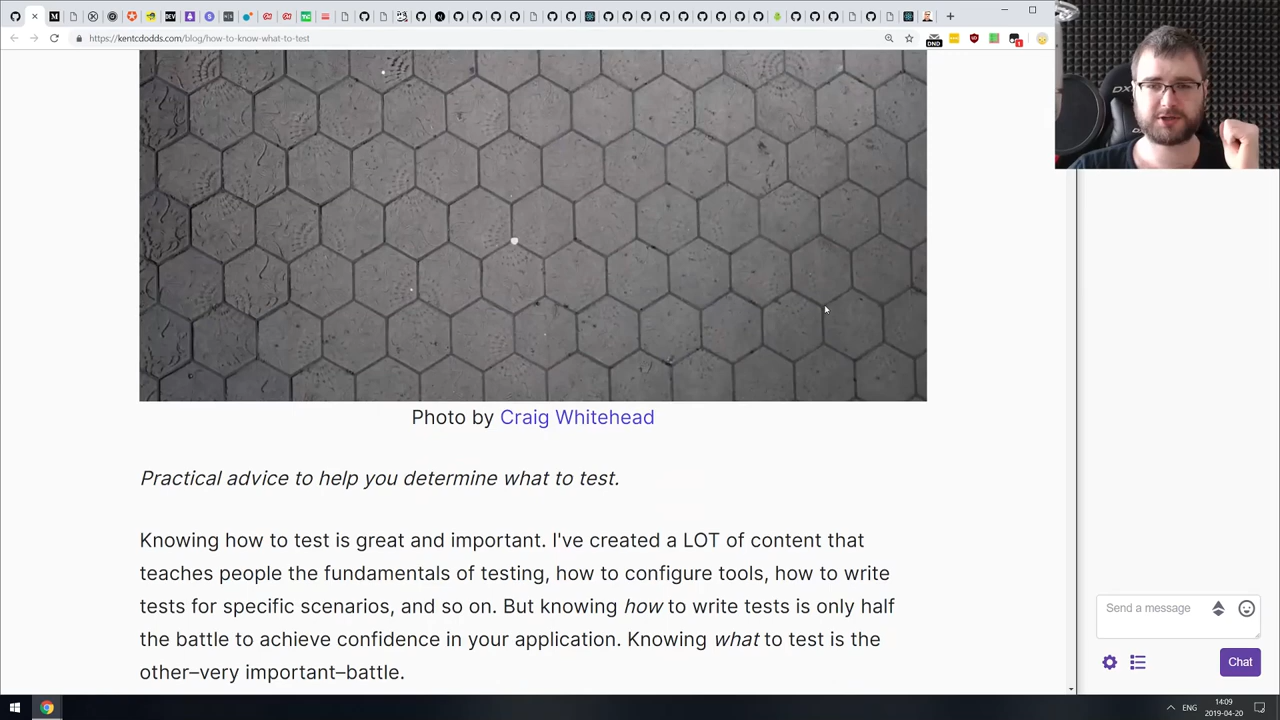 https://kentcdodds.com/blog/how-to-know-what-to-test
DND
1
Photo by Craig Whitehead
Practical advice to help you determine what to test.
Knowing how to test is great and important. I've created a LOT of content that
teaches people the fundamentals of testing, how to configure tools, how to write
tests for specific scenarios, and so on. But knowing how to write tests is only half
the battle to achieve confidence in your application. Knowing what to test is the
other–very important–battle.
Send a message
Chat
ENG
14:09
2019-04-20